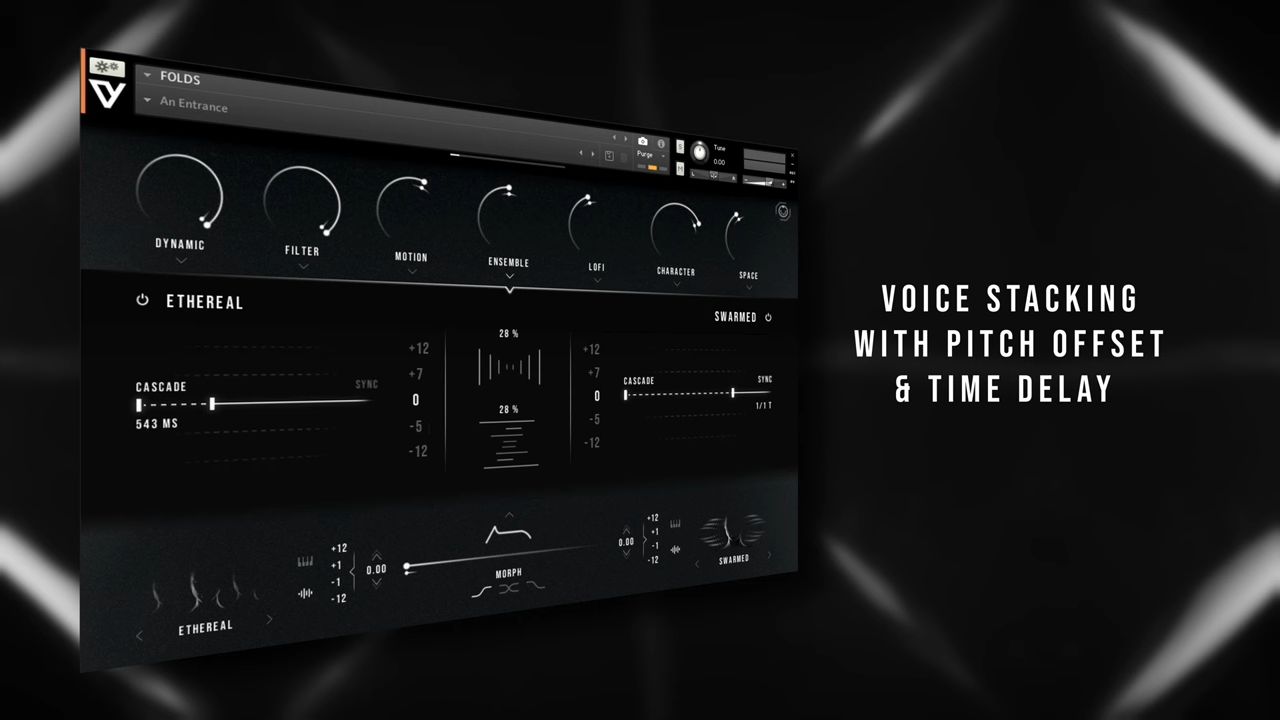 FOLDS
An Entrance
Purge
S
M
Tune
0.00
L R
DYNAMIC
FILTER
MOTION
ENSEMBLE
LOFI
CHARACTER
SPACE
ETHEREAL
SWARMED
28 %
+12
+7
0
-5
-12
CASCADE
SYNC
543 MS
28 %
+12
+7
0
-5
-12
CASCADE
SYNC
1/1 T
+12
+1
-1
-12
0.00
MORPH
0.00
+12
+1
-1
-12
ETHEREAL
SWARMED
VOICE STACKING
WITH PITCH OFFSET
& TIME DELAY